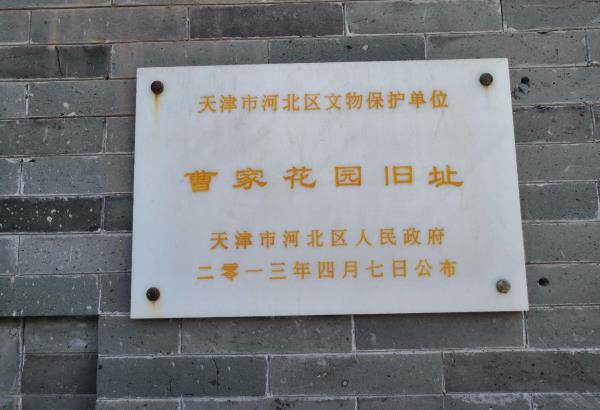 天津市河北区文物保护单位
曹家花园旧址
天津市河北区人民政府
二零一三年四月七日公布